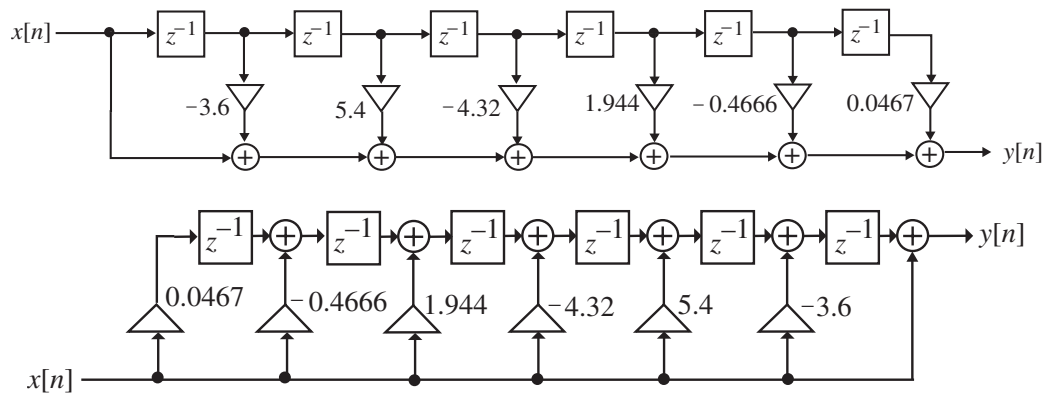 x[n] z⁻¹ z⁻¹ z⁻¹ z⁻¹ z⁻¹ z⁻¹
−3.6 5.4 −4.32 1.944 −0.4666 0.0467
+ + + + + + y[n]
z⁻¹ + z⁻¹ + z⁻¹ + z⁻¹ + z⁻¹ + z⁻¹ + y[n]
0.0467 −0.4666 1.944 −4.32 5.4 −3.6
x[n]